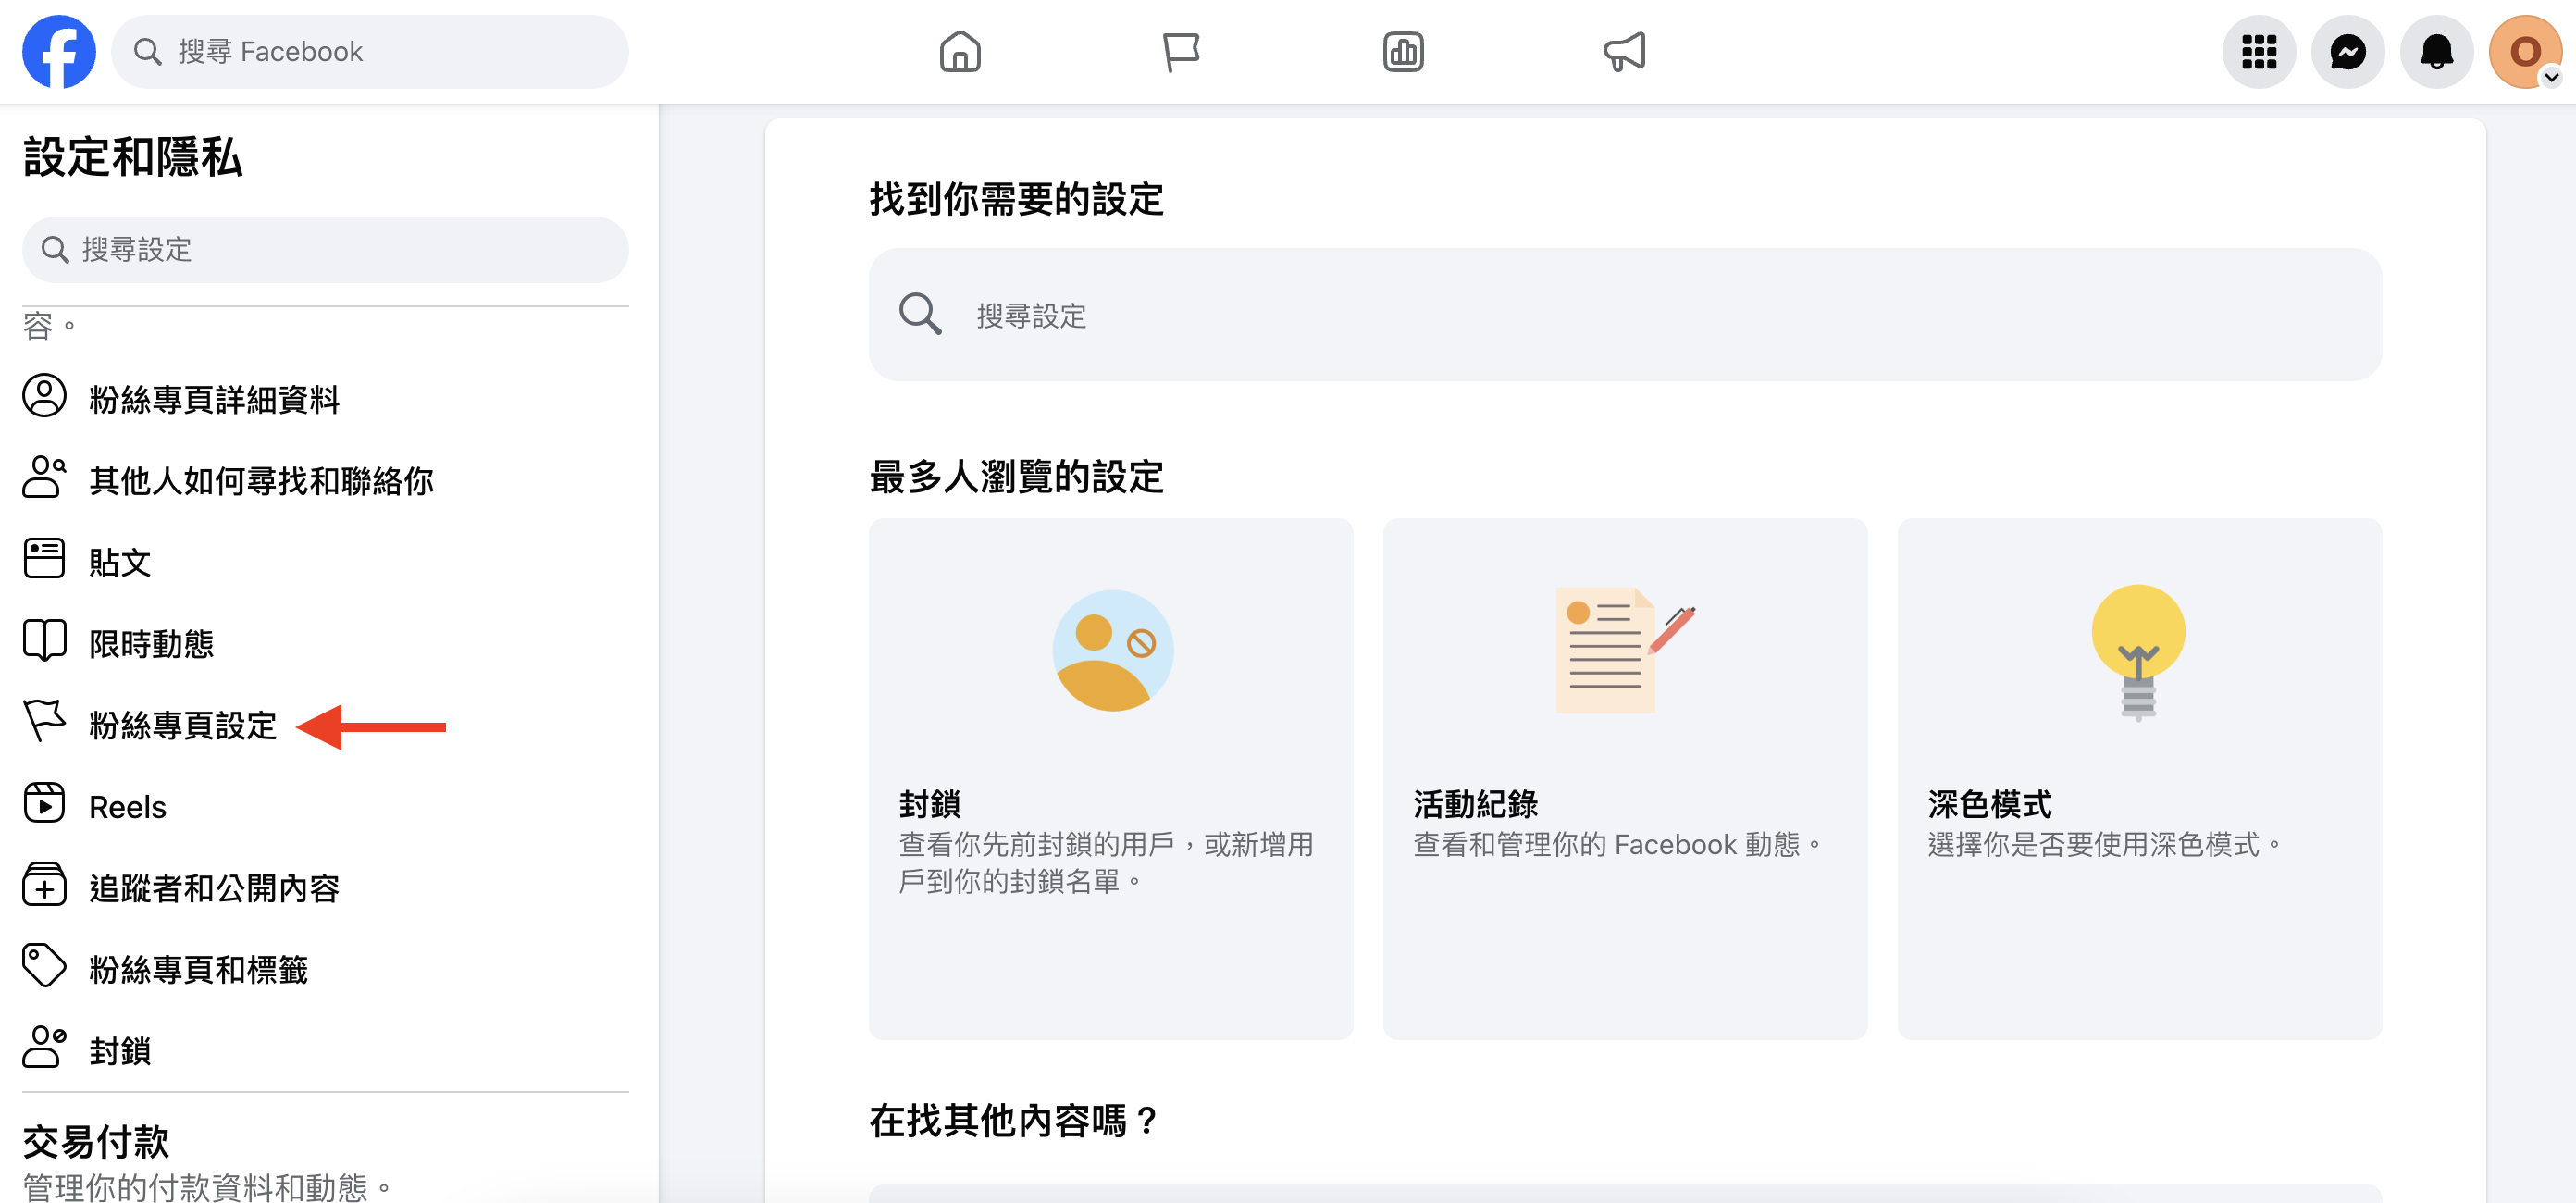 搜尋 Facebook
O
設定和隱私
搜尋設定
容。
粉絲專頁詳細資料
其他人如何尋找和聯絡你
貼文
限時動態
粉絲專頁設定
Reels
追蹤者和公開內容
粉絲專頁和標籤
封鎖
交易付款
管理你的付款資料和動態。
找到你需要的設定
搜尋設定
最多人瀏覽的設定
封鎖
查看你先前封鎖的用戶，或新增用
戶到你的封鎖名單。
活動紀錄
查看和管理你的 Facebook 動態。
深色模式
選擇你是否要使用深色模式。
在找其他內容嗎？